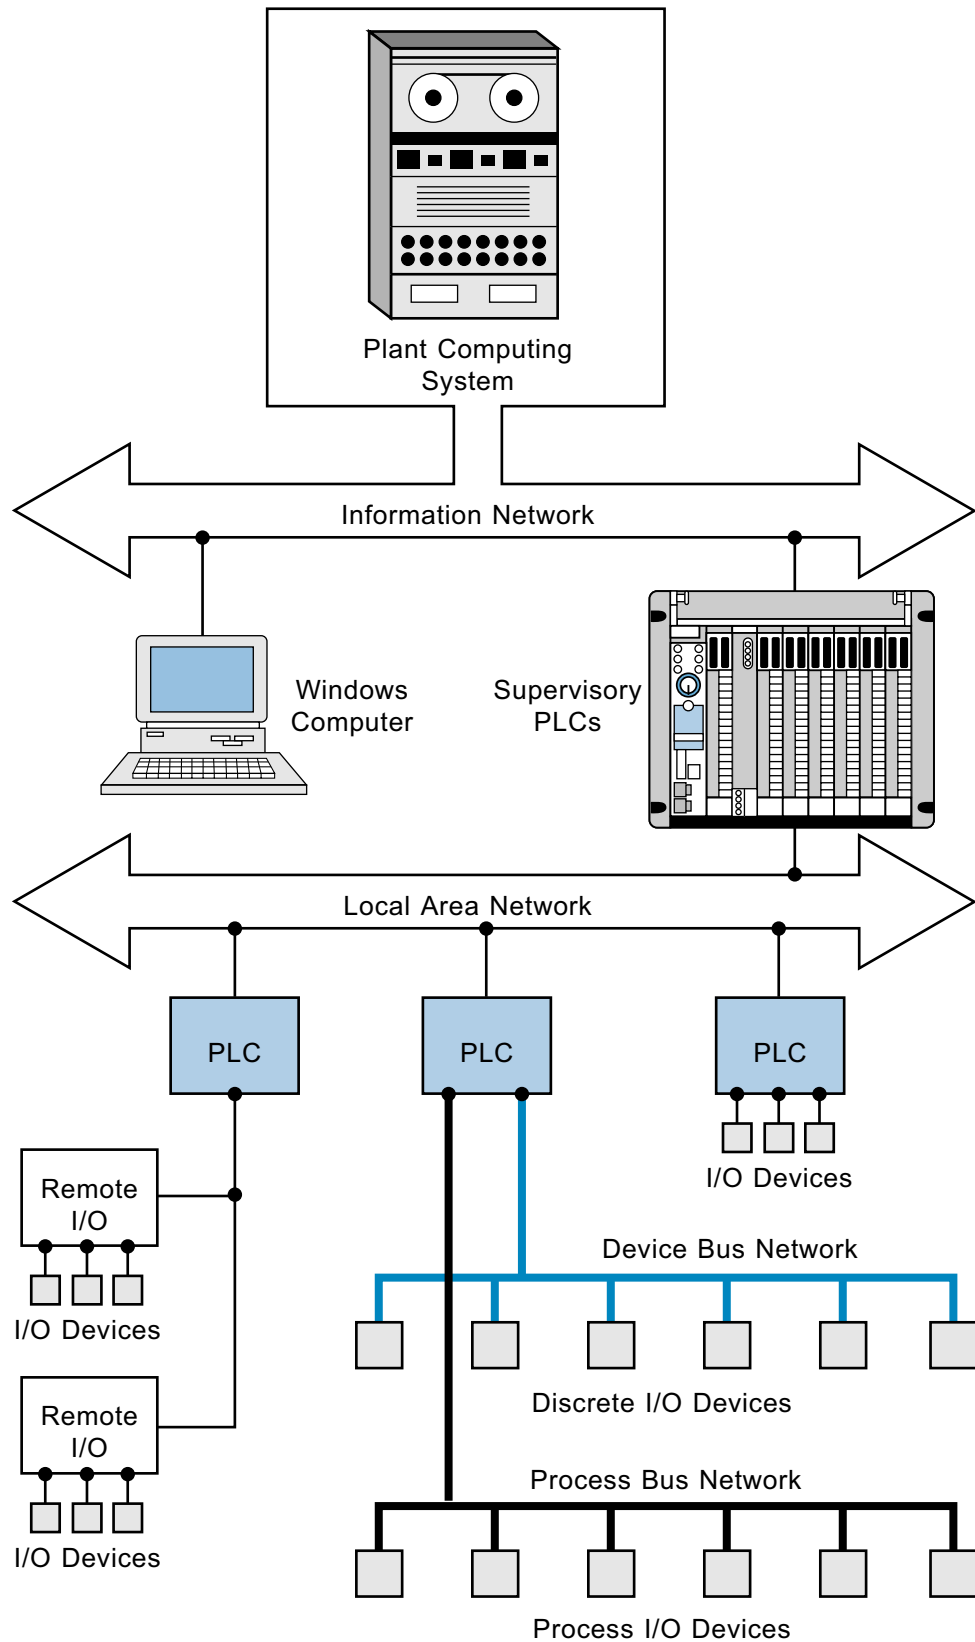 Plant Computing
System
Information Network
Windows
Computer
Supervisory
PLCs
Local Area Network
PLC
PLC
PLC
I/O Devices
Remote
I/O
I/O Devices
Device Bus Network
Discrete I/O Devices
Remote
I/O
I/O Devices
Process Bus Network
Process I/O Devices